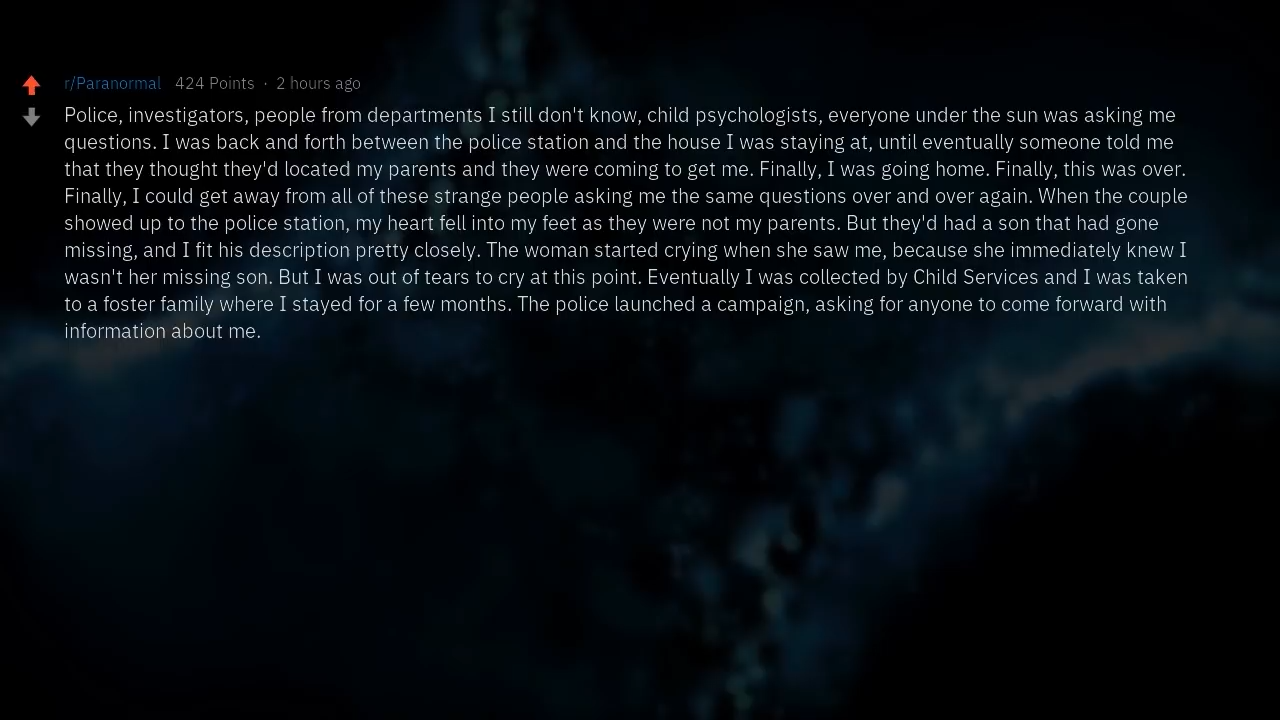 r/Paranormal 424 Points · 2 hours ago
Police, investigators, people from departments I still don't know, child psychologists, everyone under the sun was asking me
questions. I was back and forth between the police station and the house I was staying at, until eventually someone told me
that they thought they'd located my parents and they were coming to get me. Finally, I was going home. Finally, this was over.
Finally, I could get away from all of these strange people asking me the same questions over and over again. When the couple
showed up to the police station, my heart fell into my feet as they were not my parents. But they'd had a son that had gone
missing, and I fit his description pretty closely. The woman started crying when she saw me, because she immediately knew I
wasn't her missing son. But I was out of tears to cry at this point. Eventually I was collected by Child Services and I was taken
to a foster family where I stayed for a few months. The police launched a campaign, asking for anyone to come forward with
information about me.